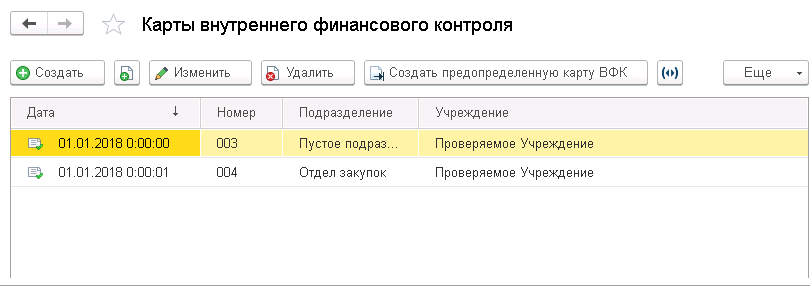 Карты внутреннего финансового контроля
Создать Изменить Удалить Создать предопределенную карту ВФК Еще
Дата ↓ Номер Подразделение Учреждение
01.01.2018 0:00:00 003 Пустое подраз... Проверяемое Учреждение
01.01.2018 0:00:01 004 Отдел закупок Проверяемое Учреждение